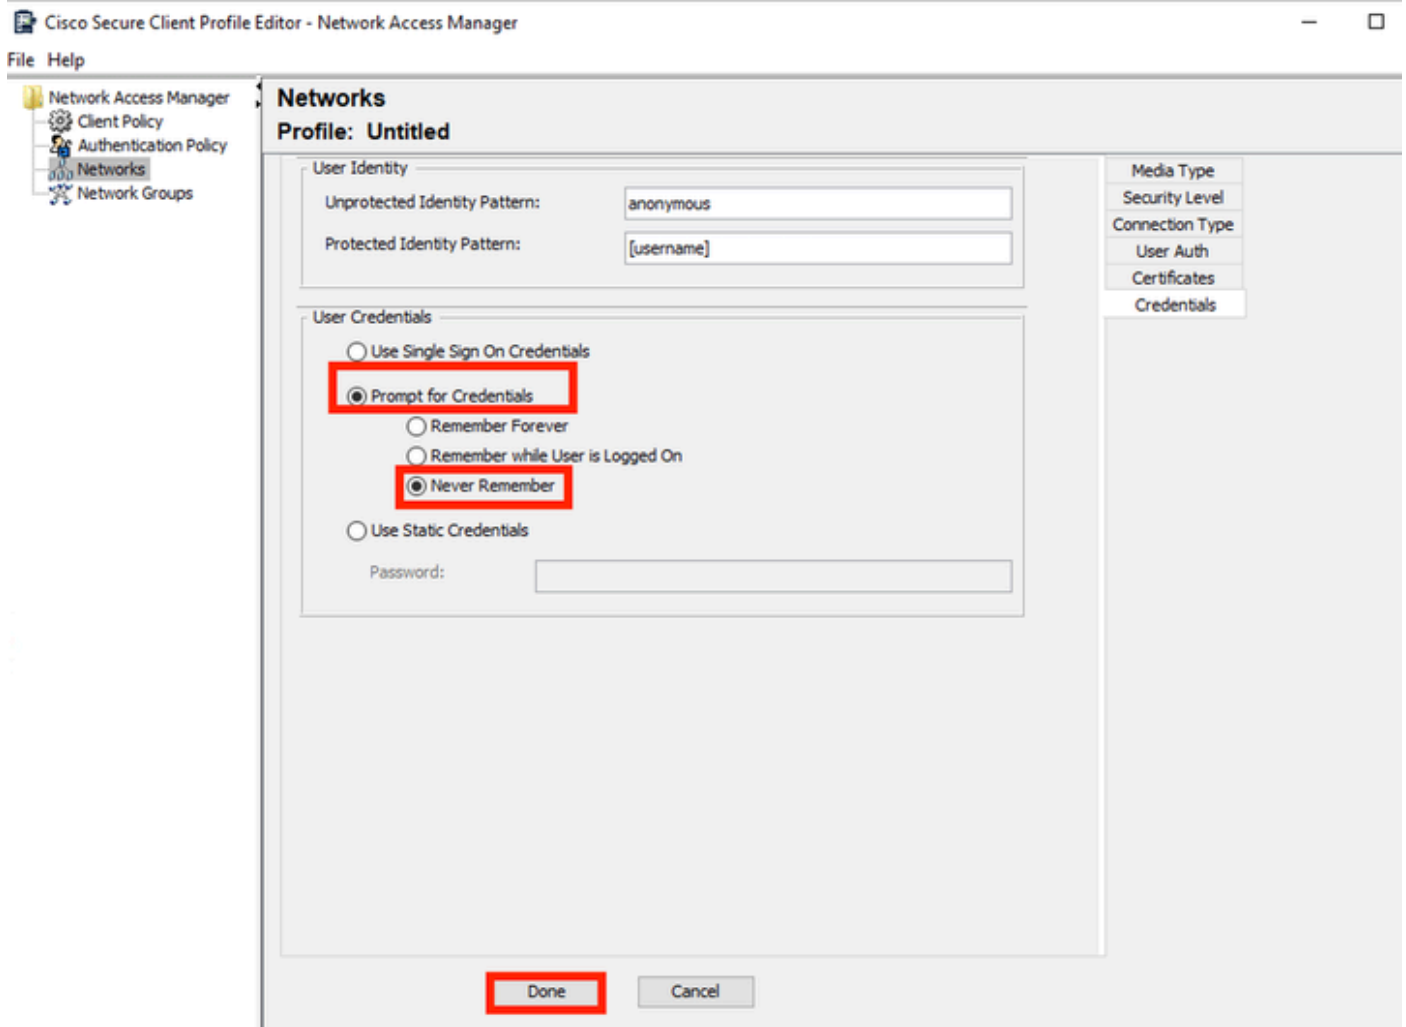 Cisco Secure Client Profile Editor - Network Access Manager
File Help
Network Access Manager
Client Policy
Authentication Policy
Networks
Network Groups
Networks
Profile: Untitled
User Identity
Unprotected Identity Pattern: anonymous
Protected Identity Pattern: [username]
User Credentials
Use Single Sign On Credentials
Prompt for Credentials
Remember Forever
Remember while User is Logged On
Never Remember
Use Static Credentials
Password:
Media Type
Security Level
Connection Type
User Auth
Certificates
Credentials
Done Cancel